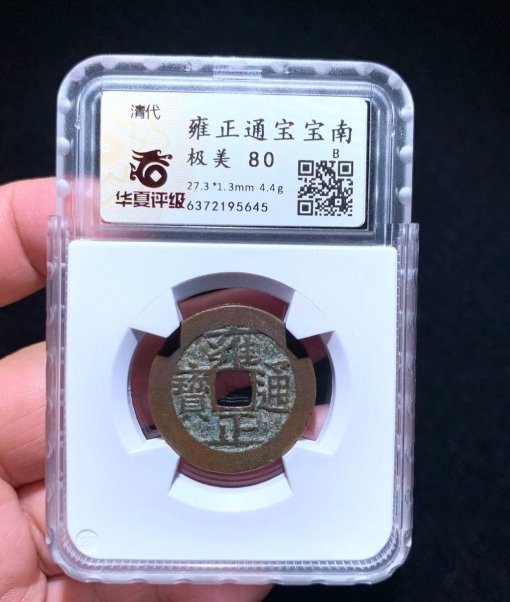 清代
雍正通宝宝南
极美 80
B
27.3*1.3mm 4.4g
华夏评级
6372195645
雍正通寶